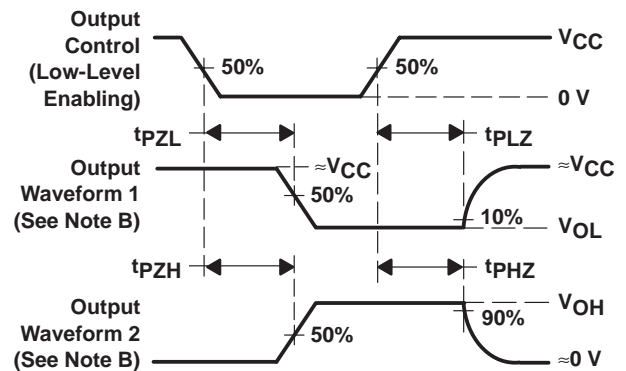 Output
Control
(Low-Level
Enabling)
50%
50%
VCC
0 V
tPZL
tPLZ
Output
Waveform 1
(See Note B)
≈VCC
50%
≈VCC
10%
VOL
tPZH
tPHZ
Output
Waveform 2
(See Note B)
50%
VOH
90%
≈0 V